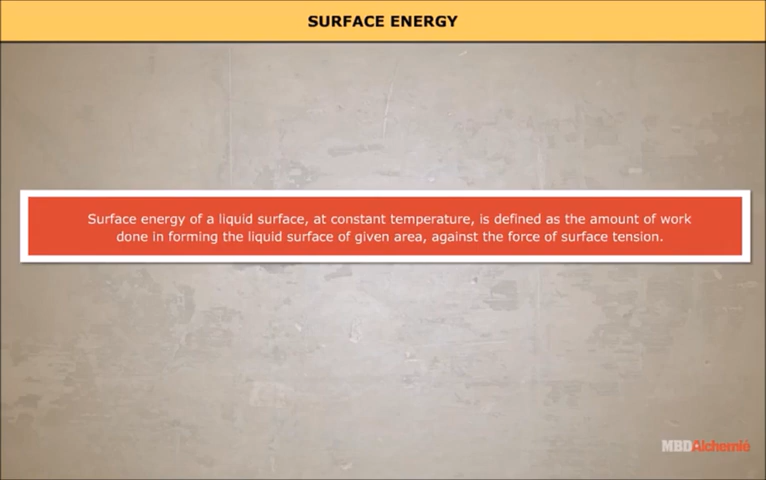 SURFACE ENERGY
Surface energy of a liquid surface, at constant temperature, is defined as the amount of work
done in forming the liquid surface of given area, against the force of surface tension.
MBDAlchemie